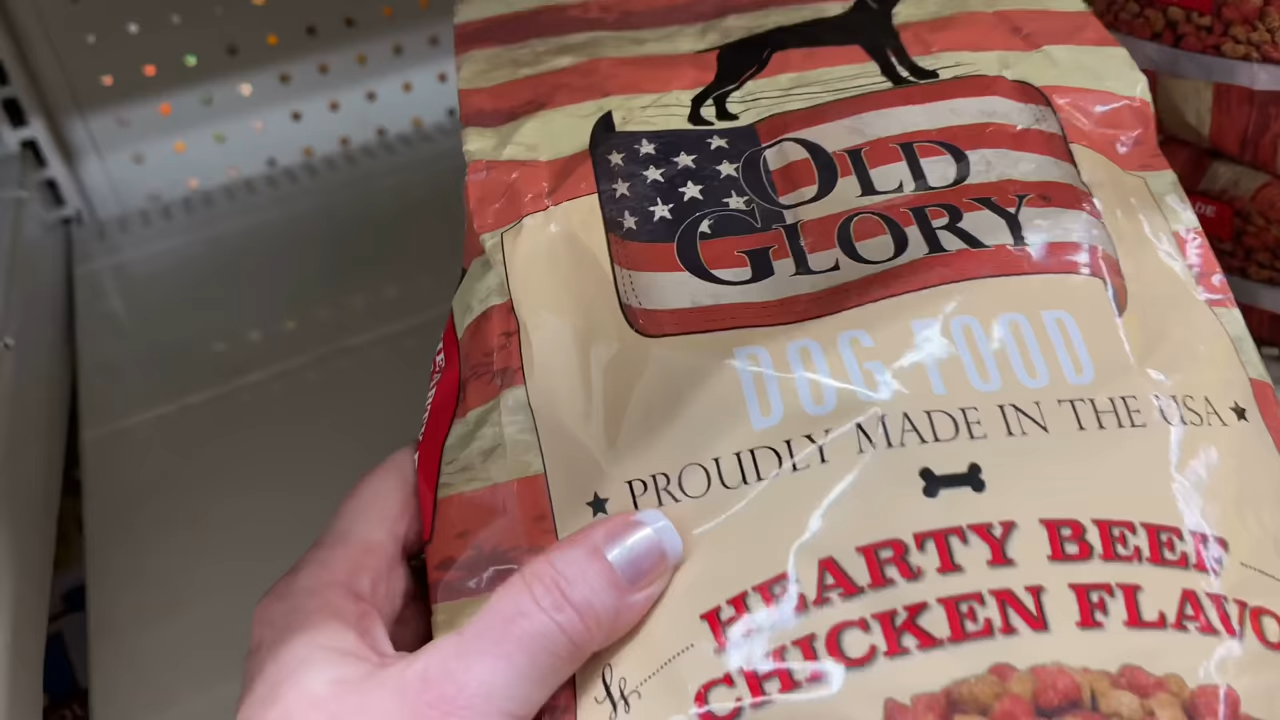 OLD
GLORY
DOG FOOD
PROUDLY MADE IN THE USA
HEARTY BEEF
CHICKEN FLAVO